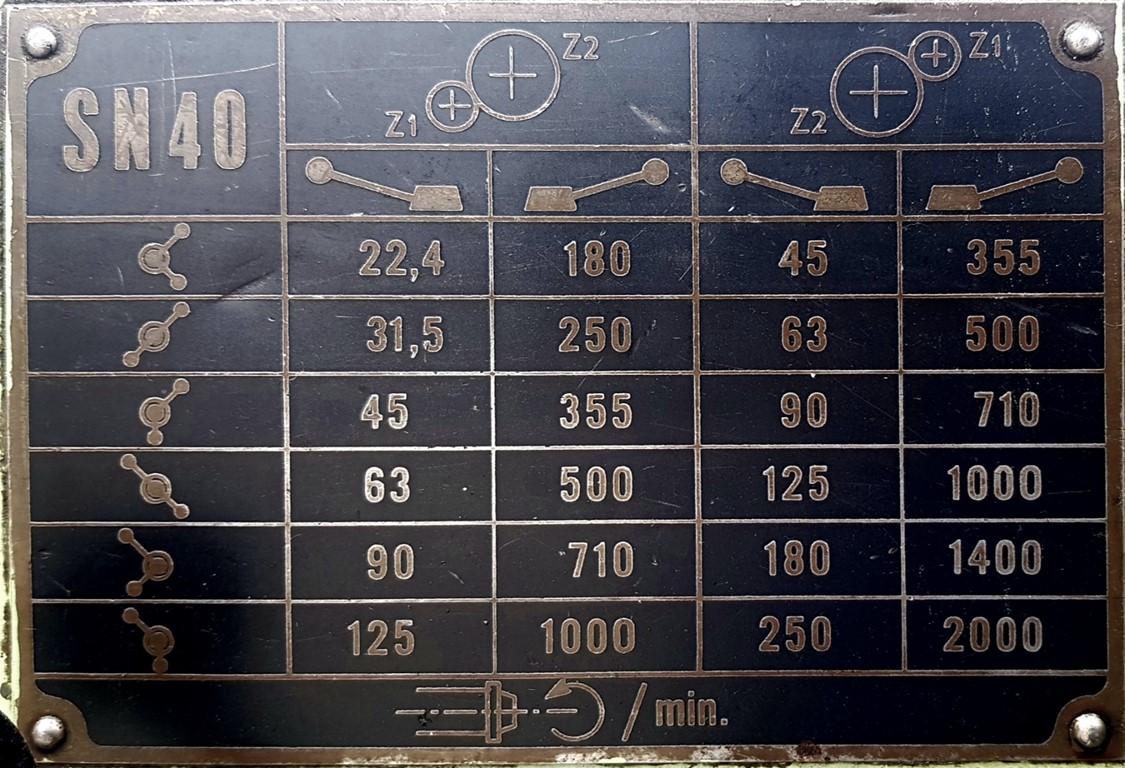 Z2 Z1
SN40
Z1 Z2
22,4 180 45 355
31,5 250 63 500
45 355 90 710
63 500 125 1000
90 710 180 1400
125 1000 250 2000
/min.